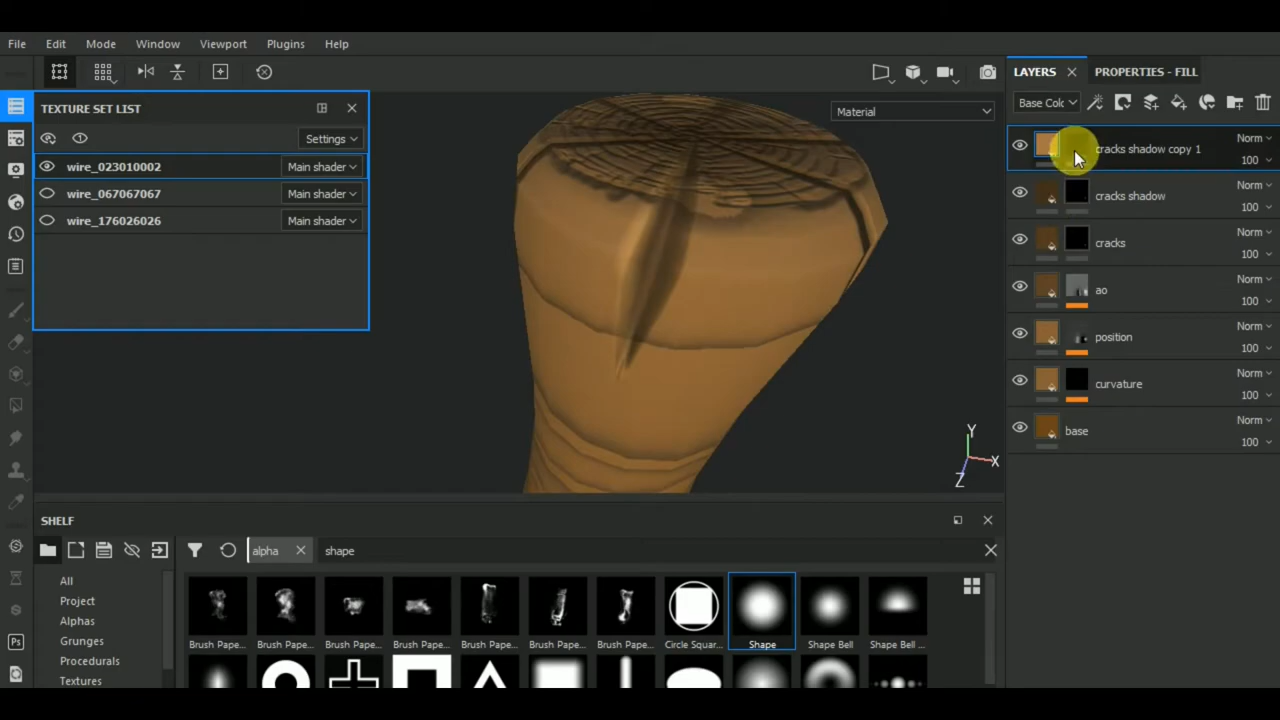 File Edit Mode Window Viewport Plugins Help
LAYERS PROPERTIES - FILL
TEXTURE SET LIST
Material
Base Col
Settings
Norm
cracks shadow copy 1
100
wire_023010002 Main shader
wire_067067067 Main shader
wire_176026026 Main shader
Norm
cracks shadow
100
Norm
cracks
100
Norm
ao
100
Norm
position
100
Norm
curvature
100
Norm
base
100
Y
X
Z
SHELF
alpha shape
All
Project
Alphas
Grunges
Procedurals
Textures
Brush Pape... Brush Pape... Brush Pape... Brush Pape... Brush Pape... Brush Pape... Brush Pape... Circle Squar... Shape Shape Bell Shape Bell ...
Ps